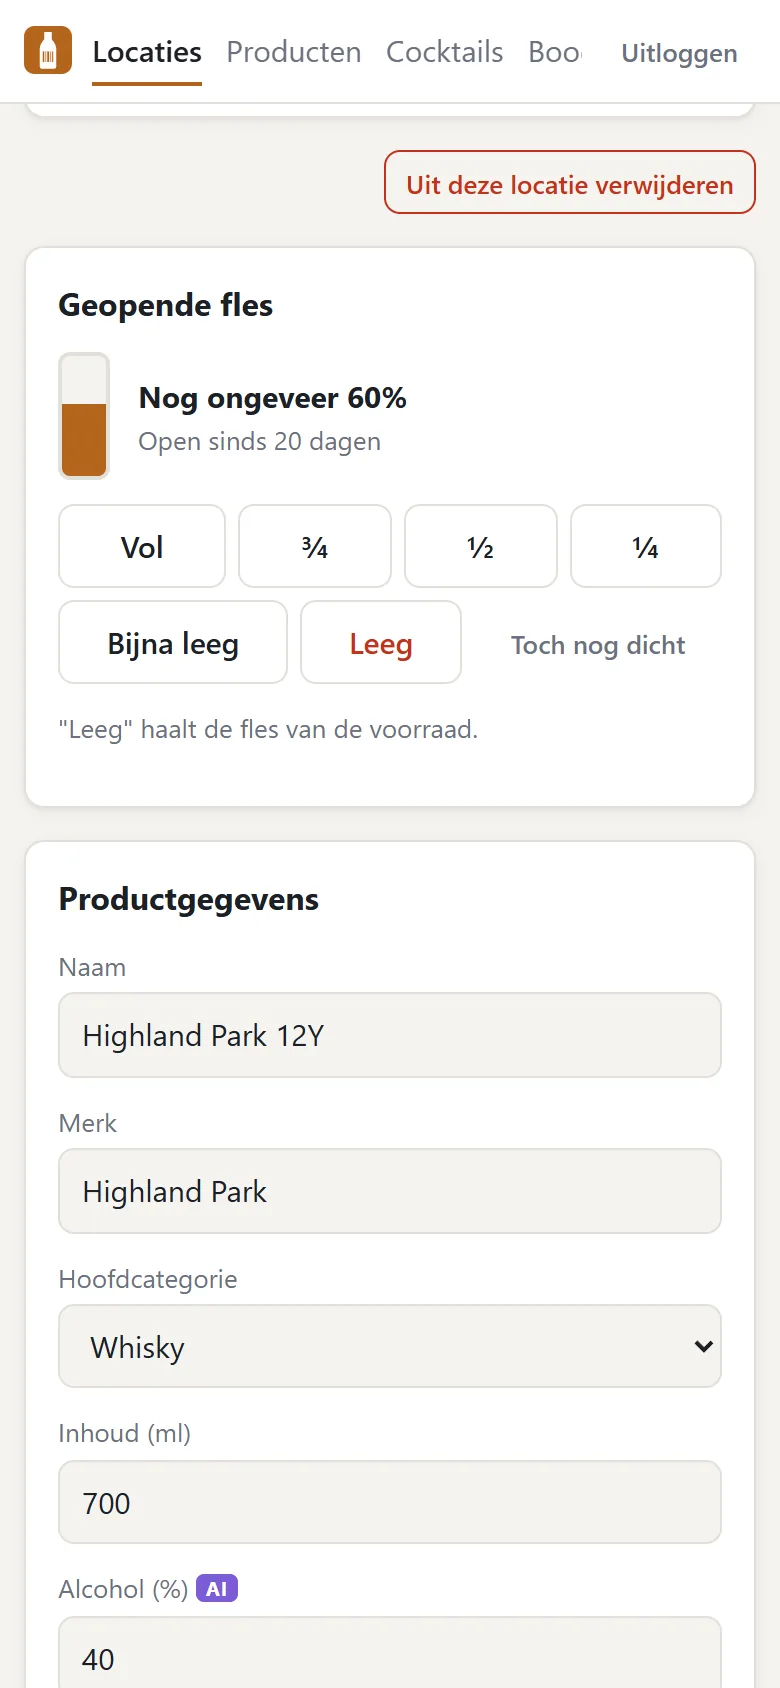 Locaties Producten Cocktails Boo Uitloggen
Uit deze locatie verwijderen
Geopende fles
Nog ongeveer 60%
Open sinds 20 dagen
Vol ¾ ½ ¼
Bijna leeg Leeg Toch nog dicht
"Leeg" haalt de fles van de voorraad.
Productgegevens
Naam
Highland Park 12Y
Merk
Highland Park
Hoofdcategorie
Whisky
Inhoud (ml)
700
Alcohol (%) AI
40